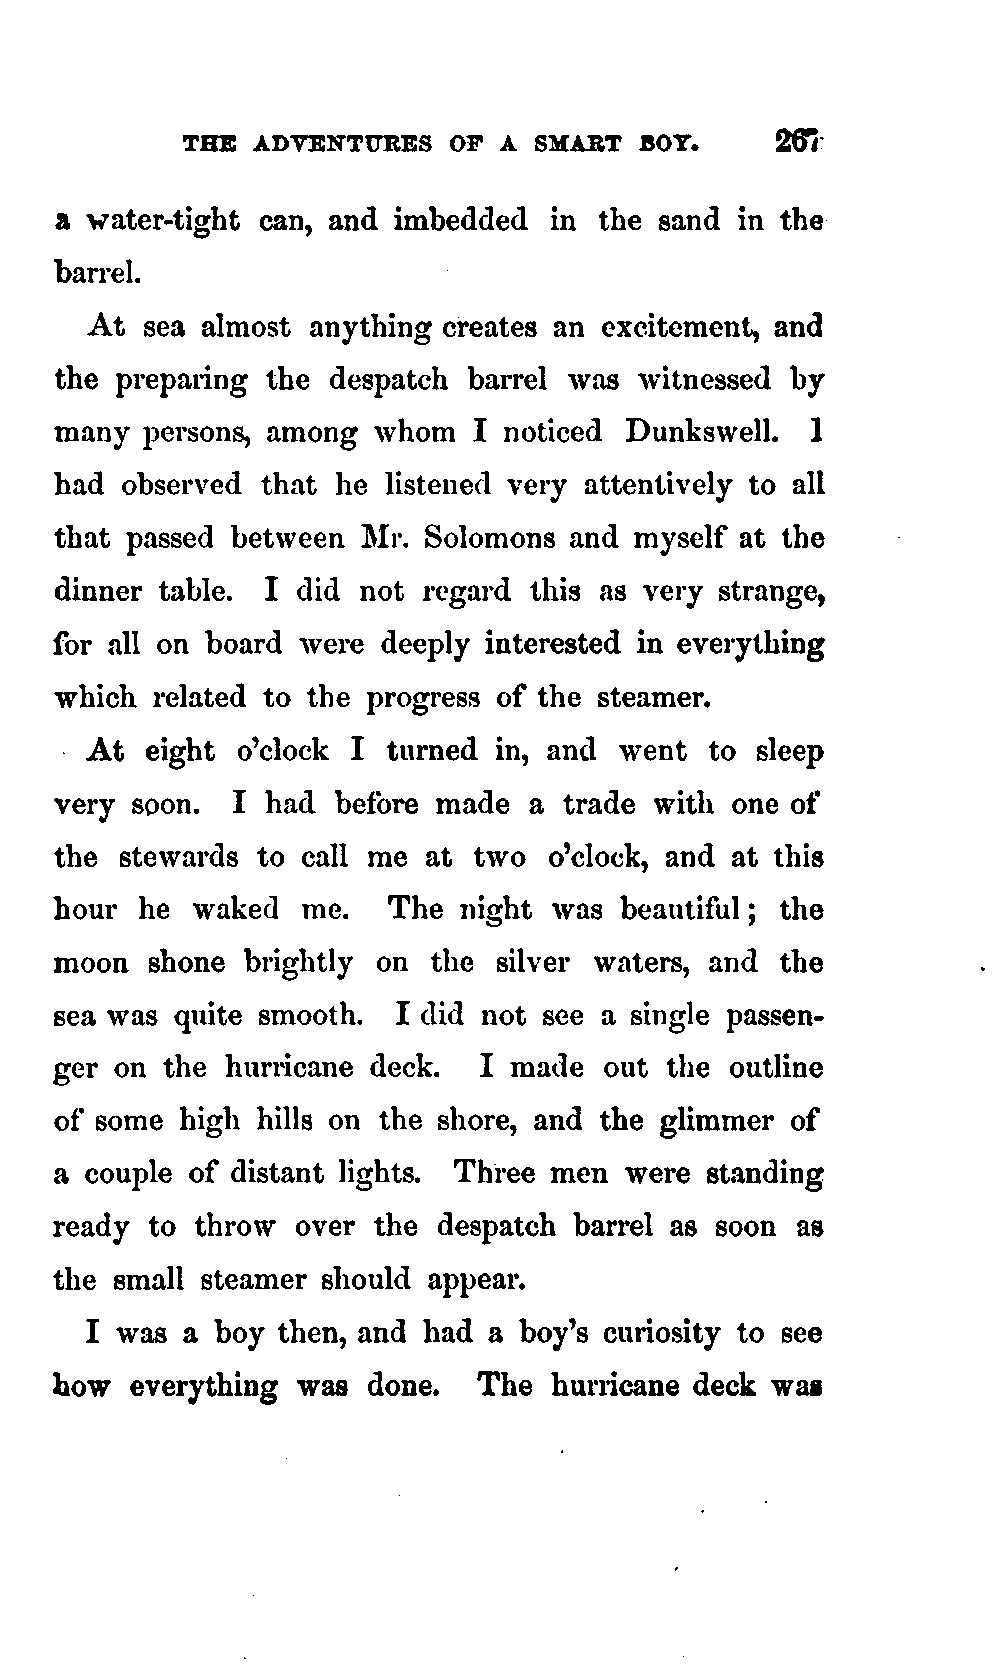 THE ADVENTURES OF A SMART BOY. 267
a water-tight can, and imbedded in the sand in the
barrel.
At sea almost anything creates an excitement, and
the preparing the despatch barrel was witnessed by
many persons, among whom I noticed Dunkswell. I
had observed that he listened very attentively to all
that passed between Mr. Solomons and myself at the
dinner table. I did not regard this as very strange,
for all on board were deeply interested in everything
which related to the progress of the steamer.
At eight o'clock I turned in, and went to sleep
very soon. I had before made a trade with one of
the stewards to call me at two o'clock, and at this
hour he waked me. The night was beautiful; the
moon shone brightly on the silver waters, and the
sea was quite smooth. I did not see a single passen-
ger on the hurricane deck. I made out the outline
of some high hills on the shore, and the glimmer of
a couple of distant lights. Three men were standing
ready to throw over the despatch barrel as soon as
the small steamer should appear.
I was a boy then, and had a boy's curiosity to see
how everything was done. The hurricane deck was